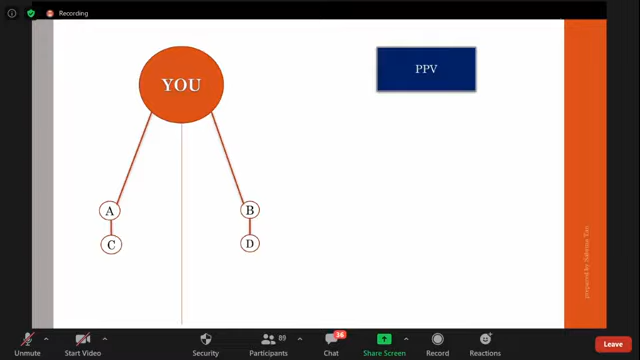 Recording
YOU
PPV
A
B
C
D
prepared by Sabrina Tan
36
89
Unmute
Start Video
Security
Participants
Chat
Share Screen
Record
Reactions
Leave